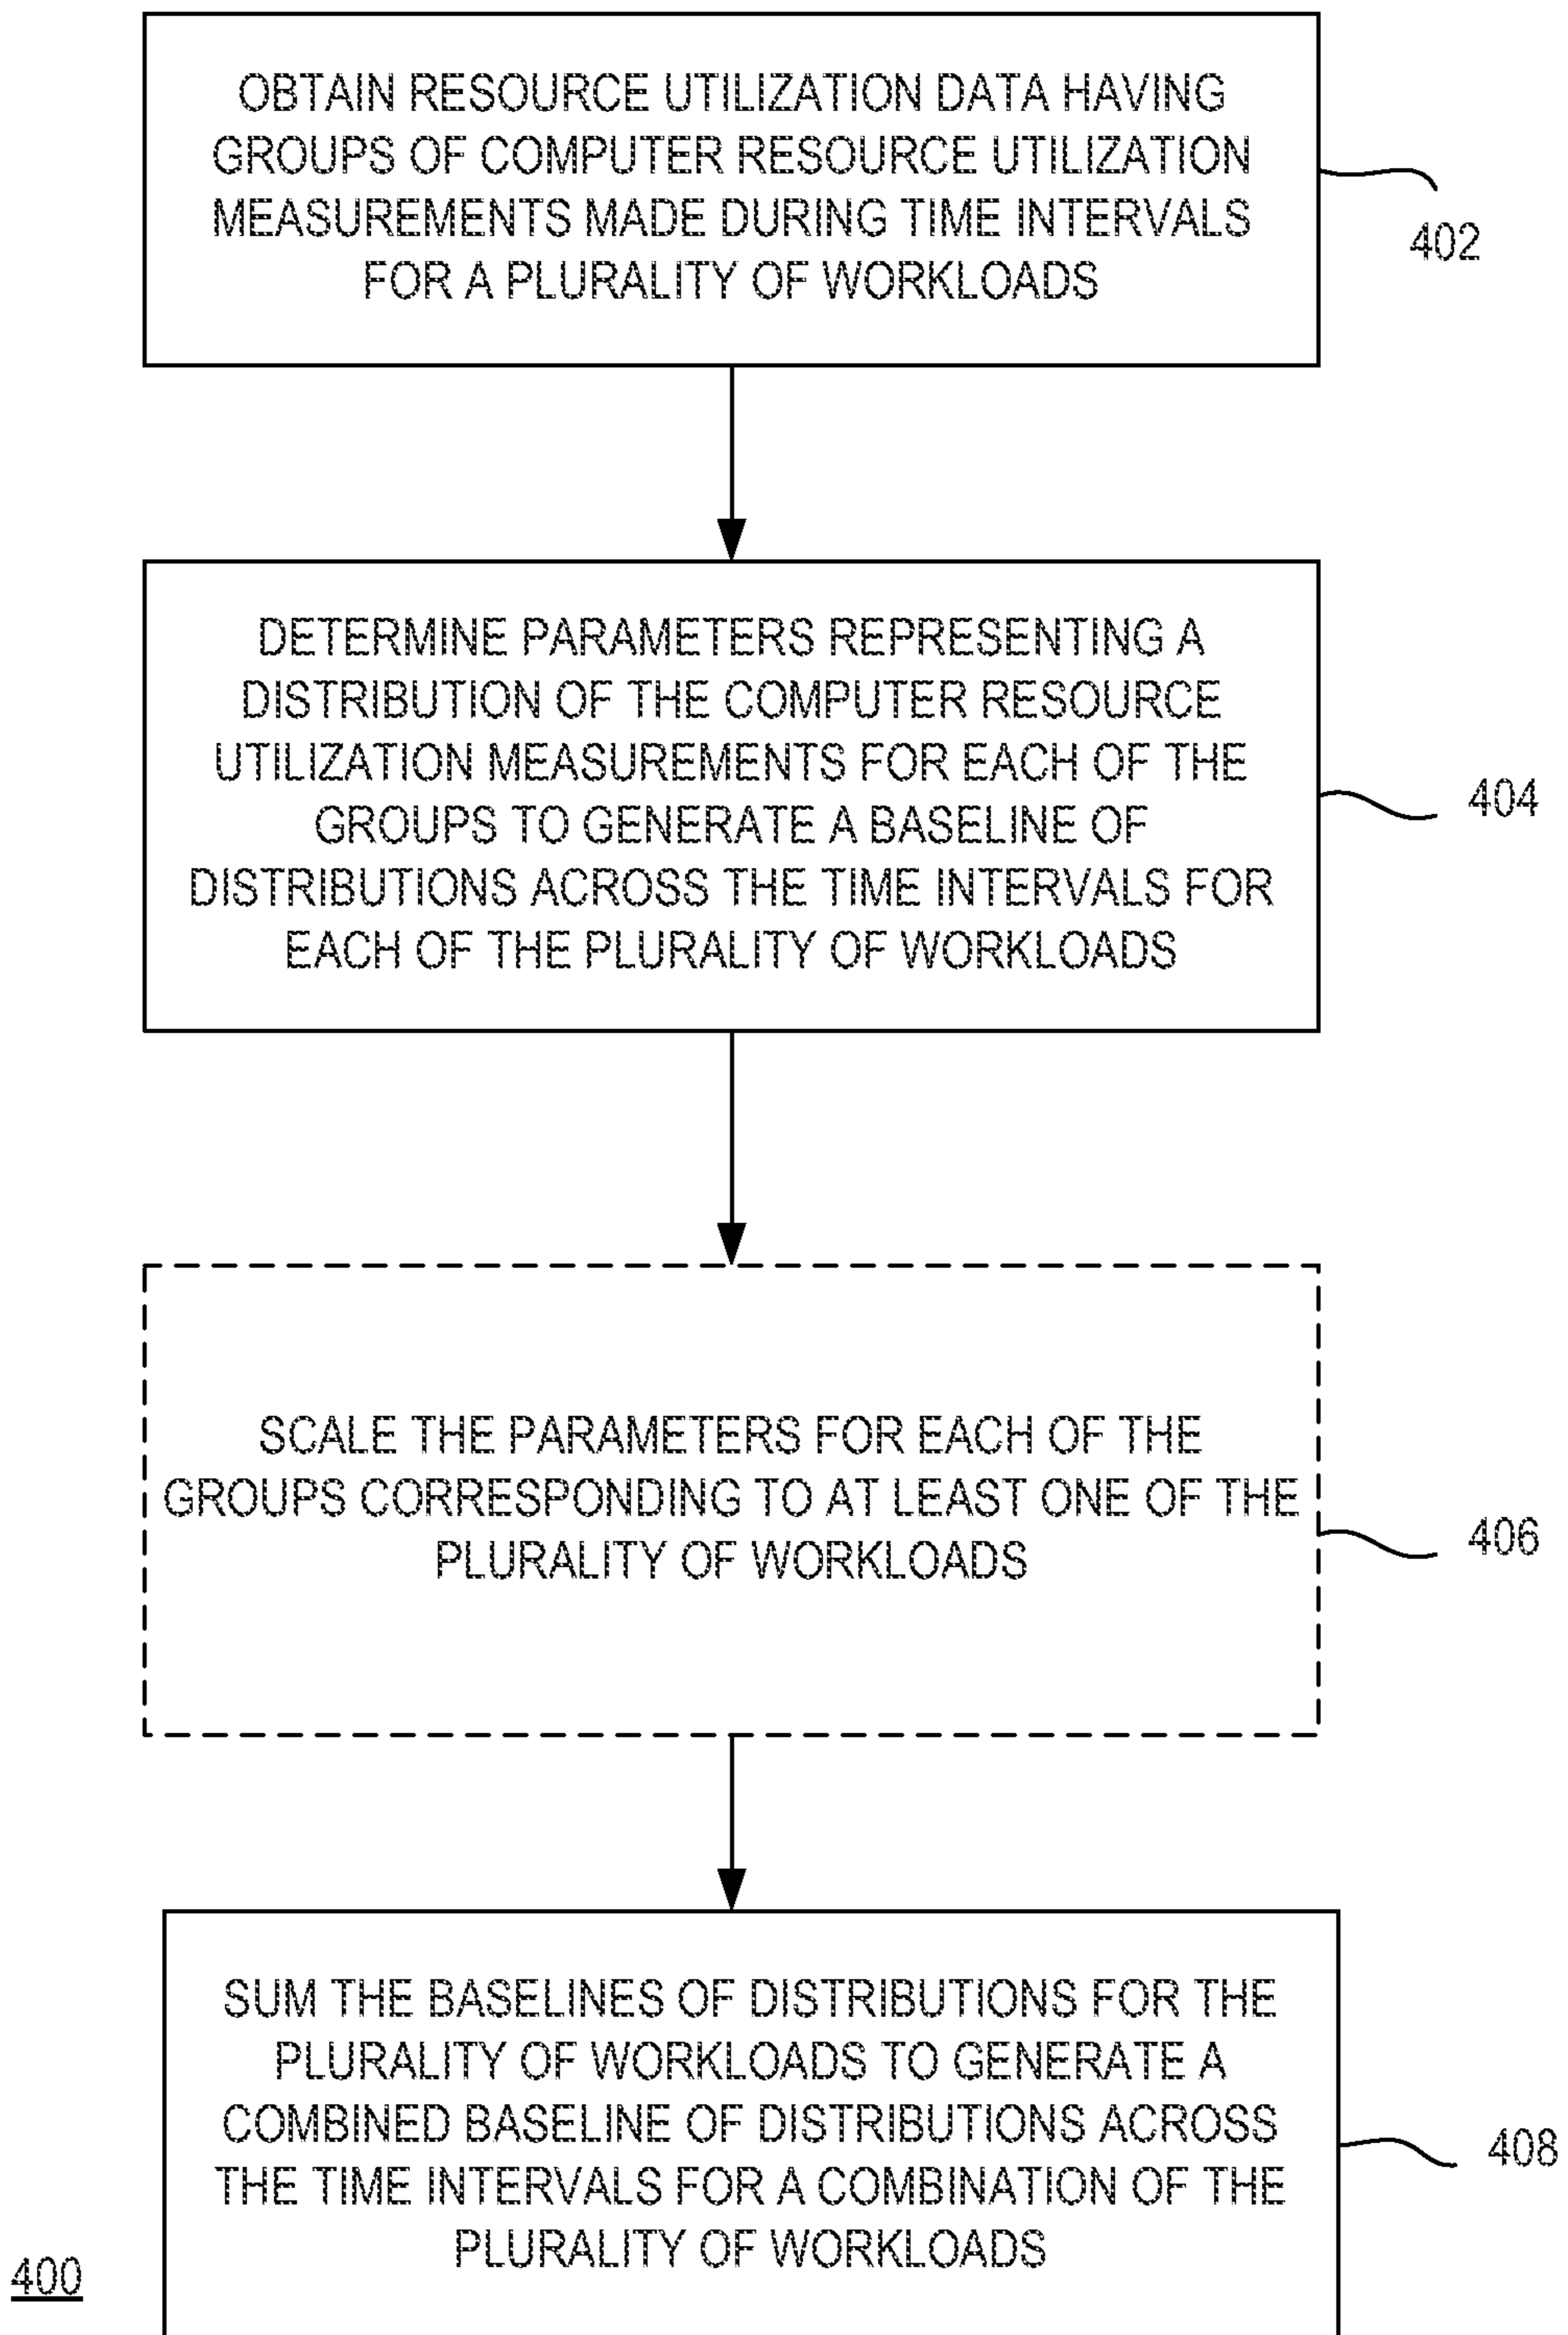 OBTAIN RESOURCE UTILIZATION DATA HAVING
GROUPS OF COMPUTER RESOURCE UTILIZATION
MEASUREMENTS MADE DURING TIME INTERVALS
FOR A PLURALITY OF WORKLOADS
402
DETERMINE PARAMETERS REPRESENTING A
DISTRIBUTION OF THE COMPUTER RESOURCE
UTILIZATION MEASUREMENTS FOR EACH OF THE
GROUPS TO GENERATE A BASELINE OF
DISTRIBUTIONS ACROSS THE TIME INTERVALS FOR
EACH OF THE PLURALITY OF WORKLOADS
404
SCALE THE PARAMETERS FOR EACH OF THE
GROUPS CORRESPONDING TO AT LEAST ONE OF THE
PLURALITY OF WORKLOADS
406
SUM THE BASELINES OF DISTRIBUTIONS FOR THE
PLURALITY OF WORKLOADS TO GENERATE A
COMBINED BASELINE OF DISTRIBUTIONS ACROSS
THE TIME INTERVALS FOR A COMBINATION OF THE
PLURALITY OF WORKLOADS
408
400